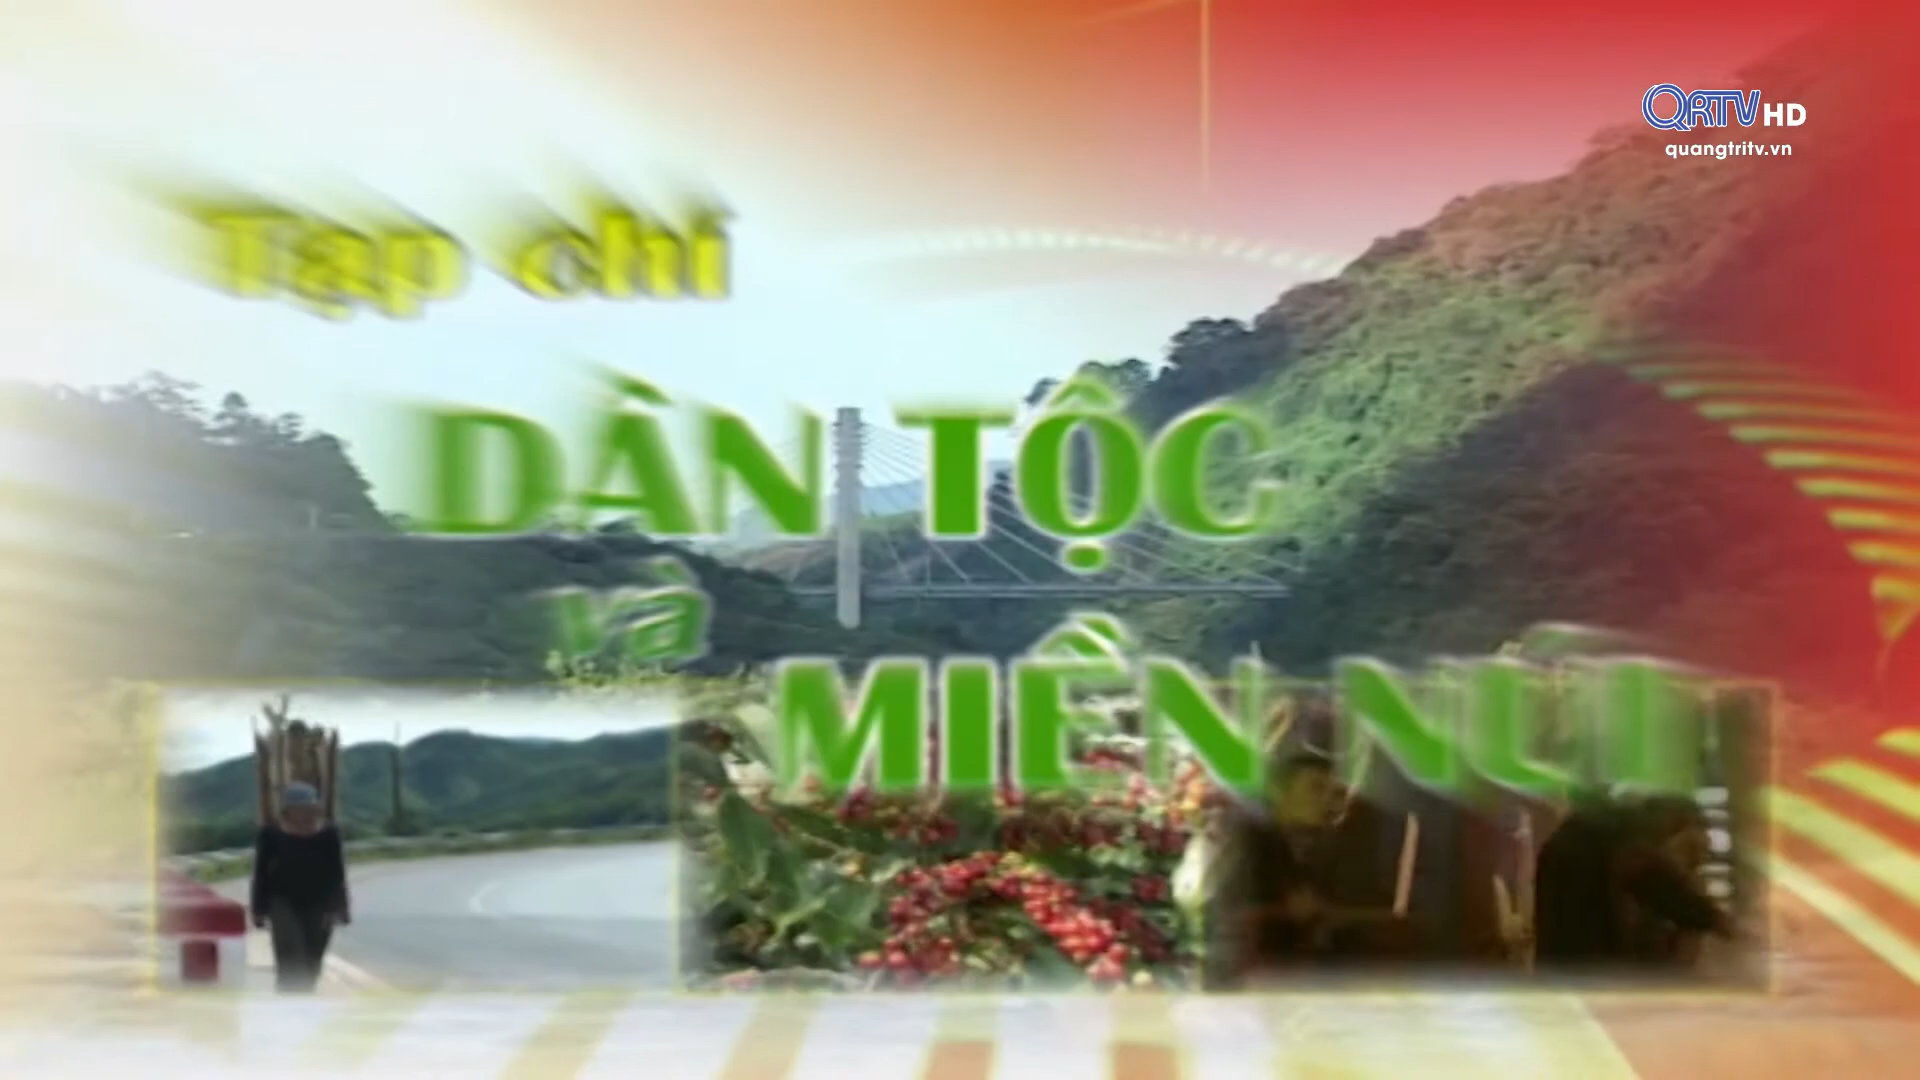 QRTV HD
quangtritv.vn
Tạp chí
DÂN TỘC
và
MIỀN NÚI